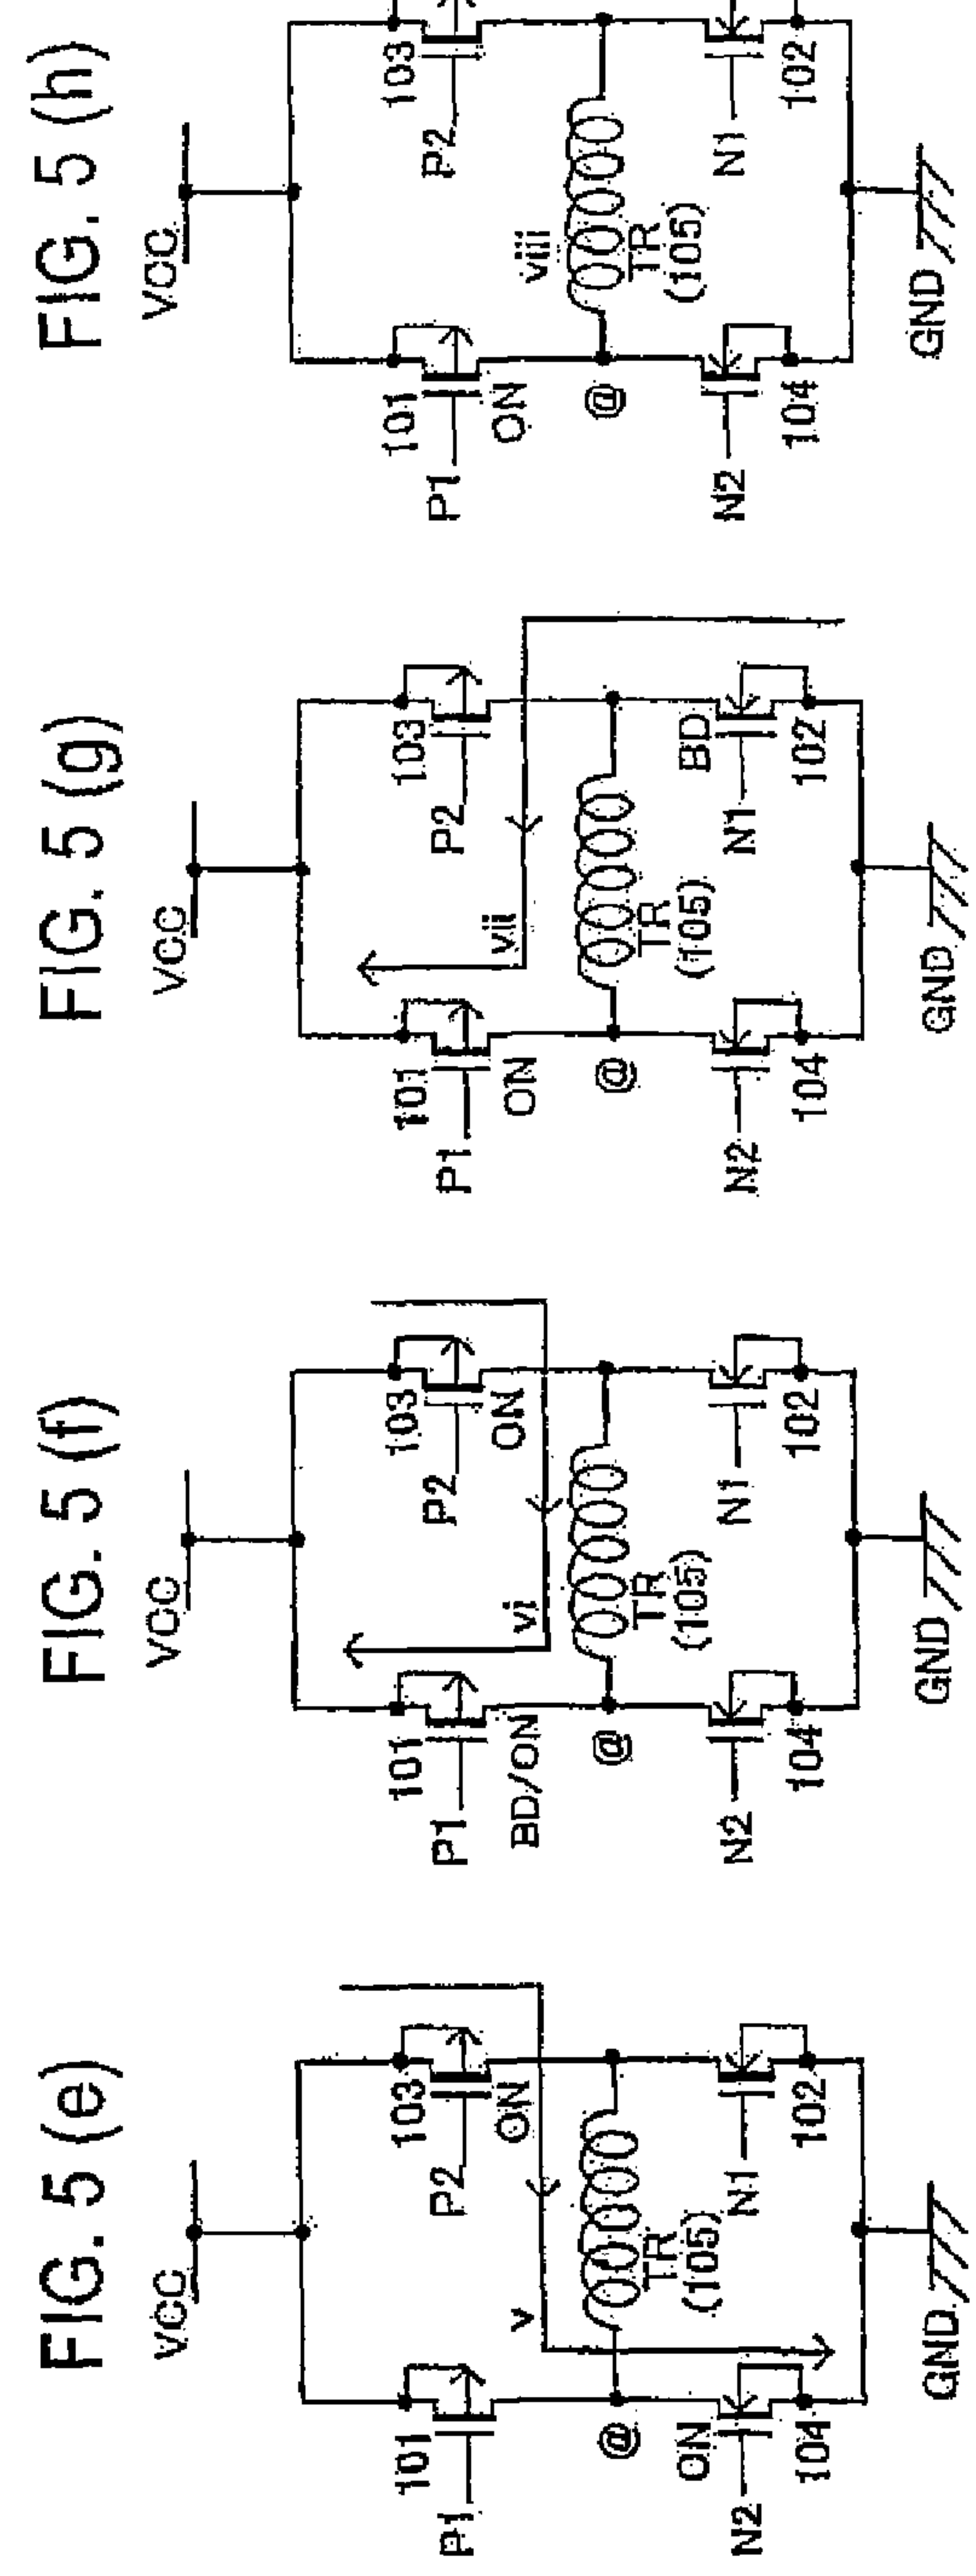 FIG. 5 (e)
VCC
101
103
P1
P2
ON
v
@
TR
(105)
ON
N2
N1
104
102
GND
FIG. 5 (f)
VCC
101
103
P1
P2
BD/ON
ON
vi
@
TR
(105)
N2
N1
104
102
GND
FIG. 5 (g)
VCC
101
103
P1
P2
ON
vii
@
TR
(105)
BD
N2
N1
104
102
GND
FIG. 5 (h)
VCC
101
103
P1
P2
ON
viii
@
TR
(105)
N2
N1
104
102
GND